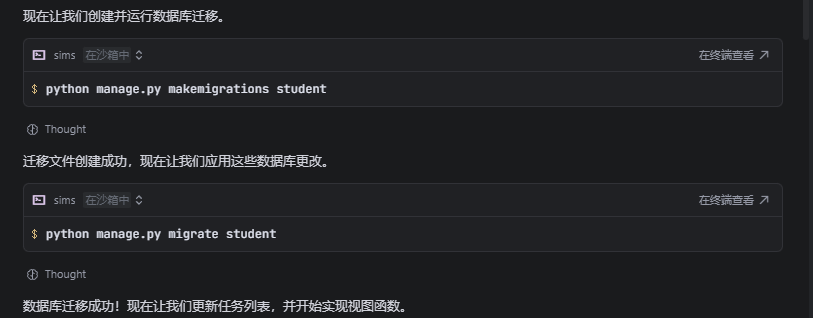 现在让我们创建并运行数据库迁移。
sims 在沙箱中 在终端查看
$ python manage.py makemigrations student
Thought
迁移文件创建成功，现在让我们应用这些数据库更改。
sims 在沙箱中 在终端查看
$ python manage.py migrate student
Thought
数据库迁移成功！现在让我们更新任务列表，并开始实现视图函数。